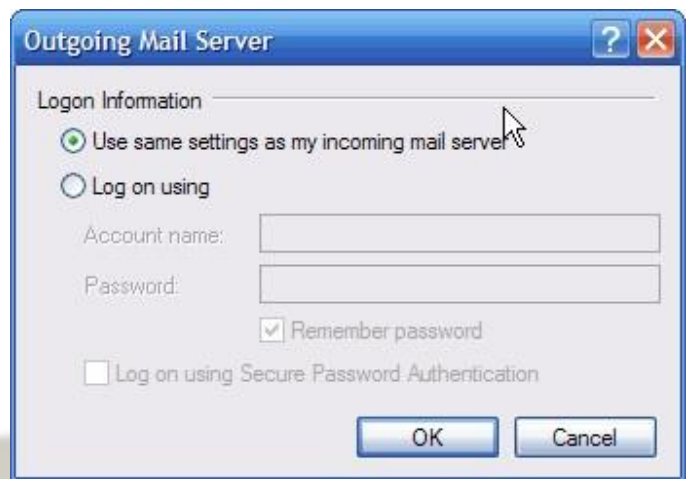 Outgoing Mail Server
Logon Information
Use same settings as my incoming mail server
Log on using
Account name:
Password:
Remember password
Log on using Secure Password Authentication
OK Cancel